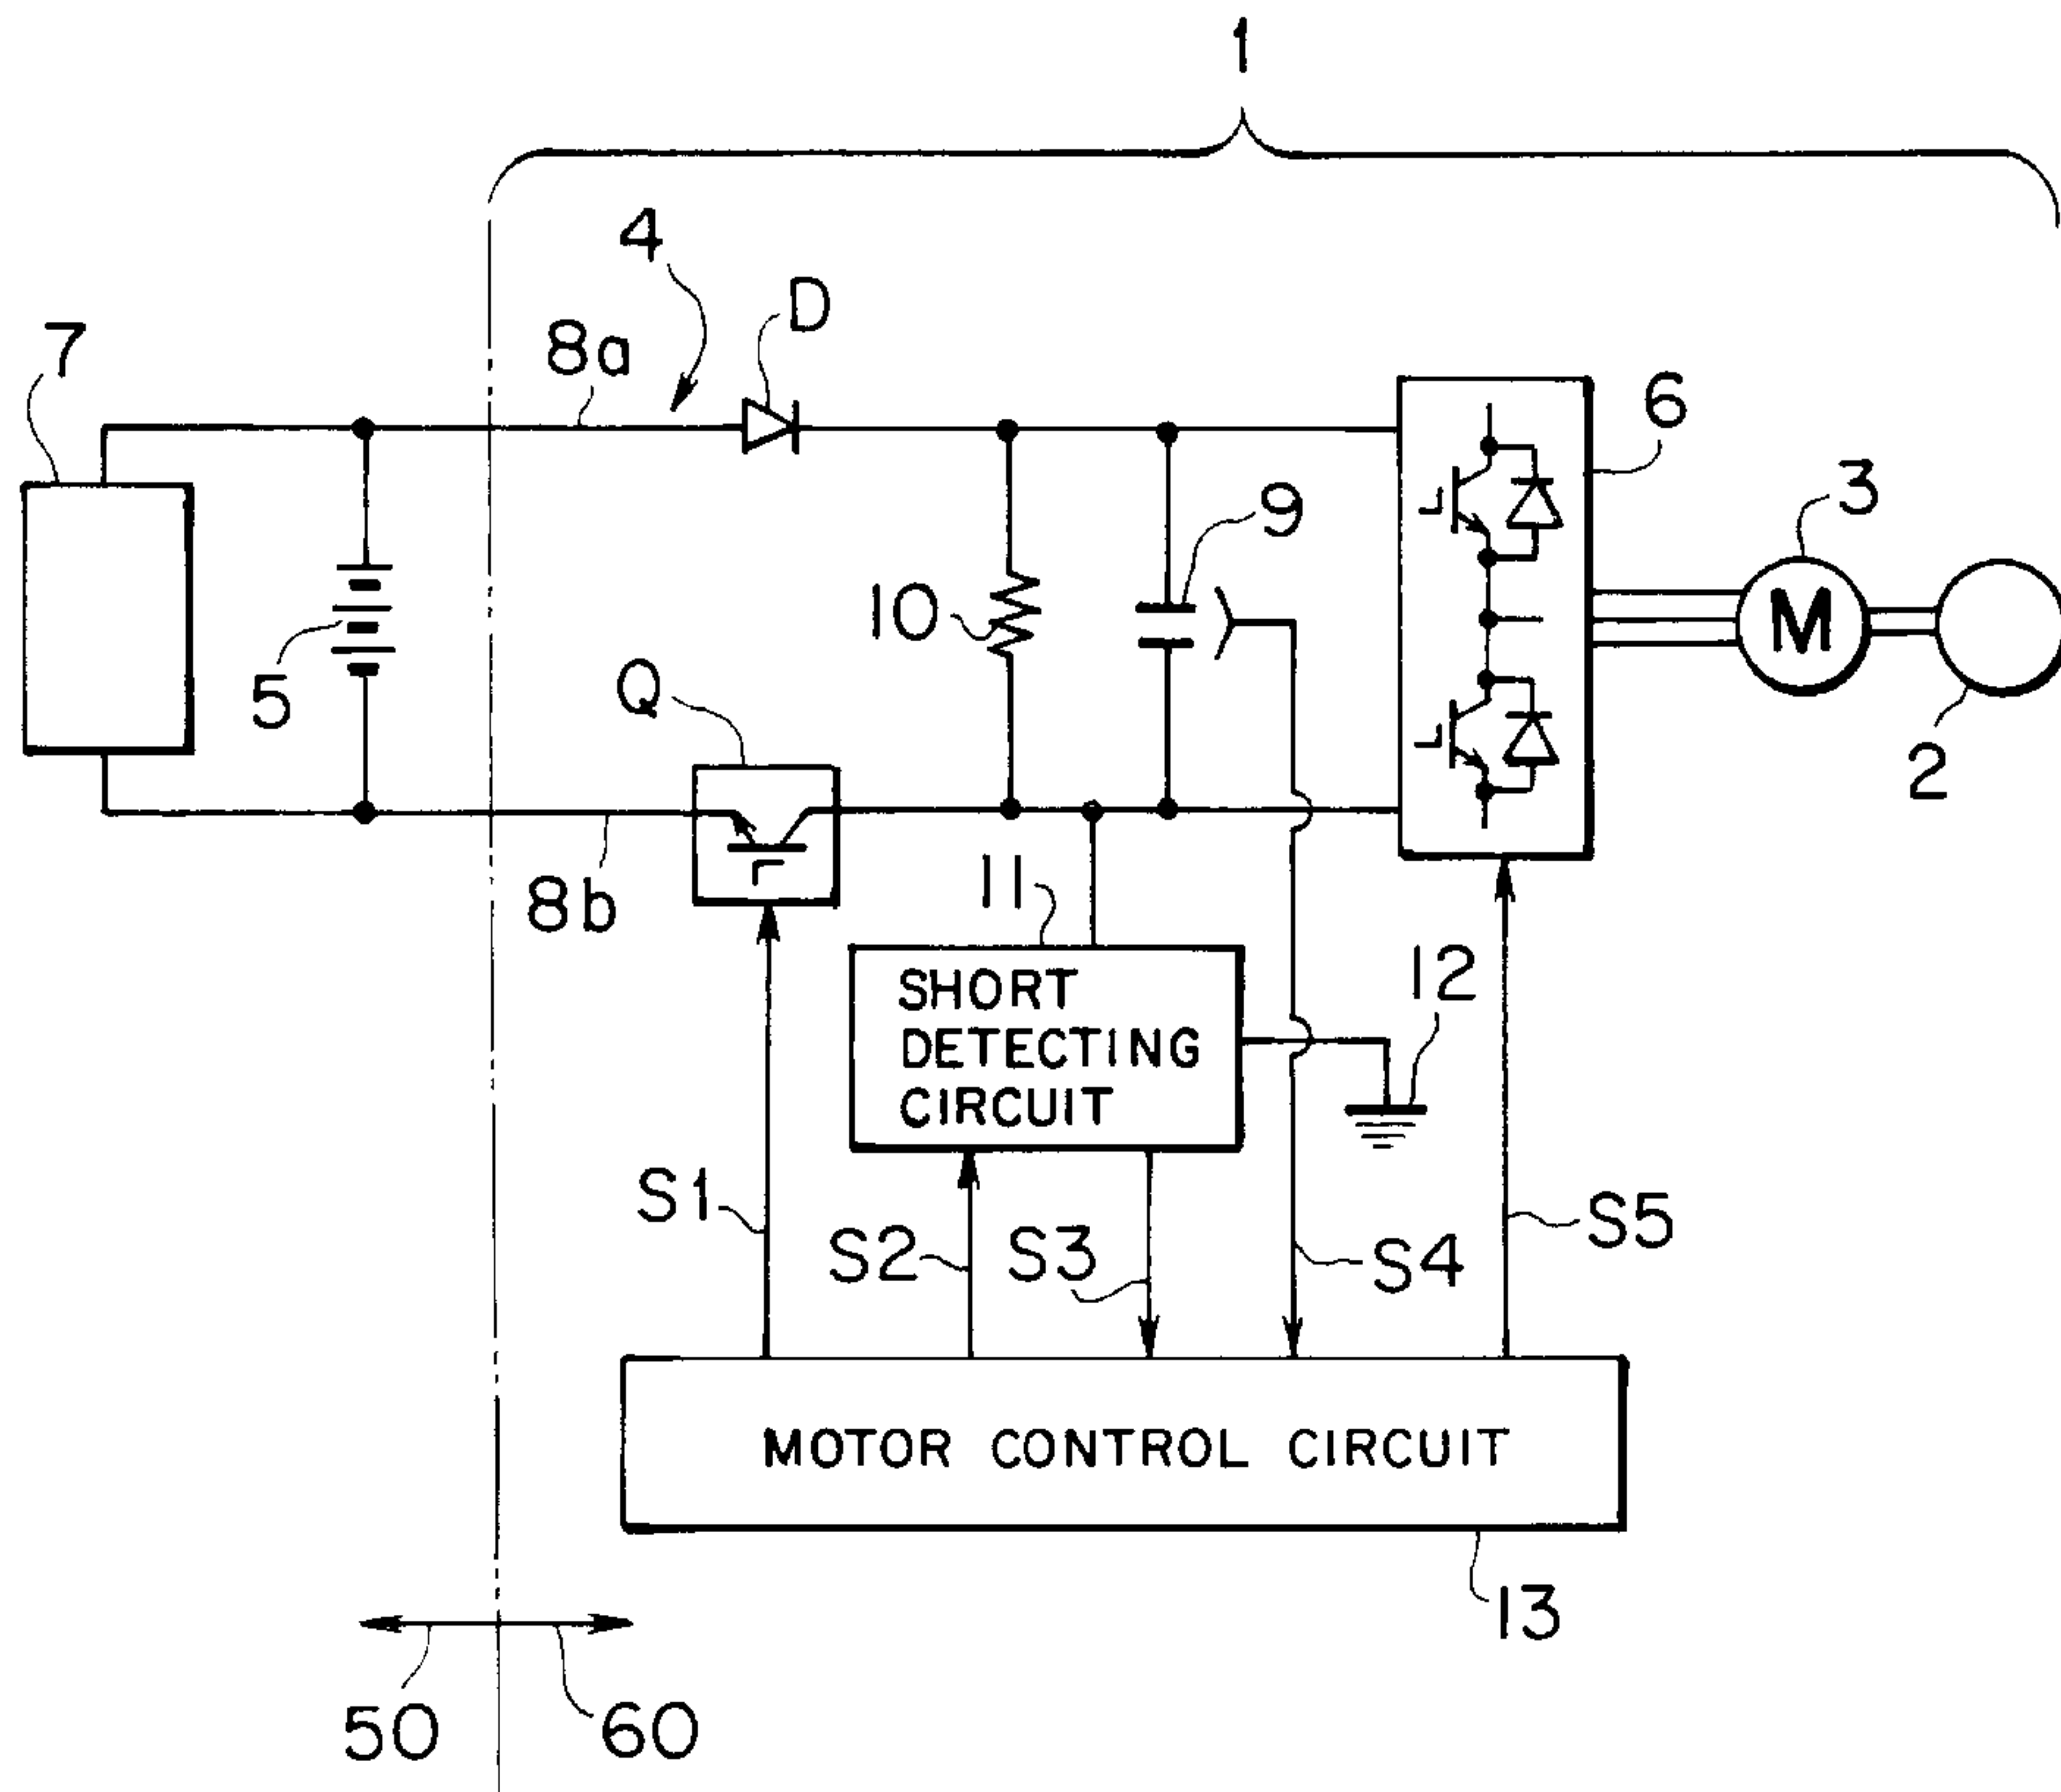 1
4
D
8a
7
6
3
9
10
M
5
Q
2
11
8b
12
SHORT
DETECTING
CIRCUIT
S1
S2
S3
S4
S5
MOTOR CONTROL CIRCUIT
13
50
60